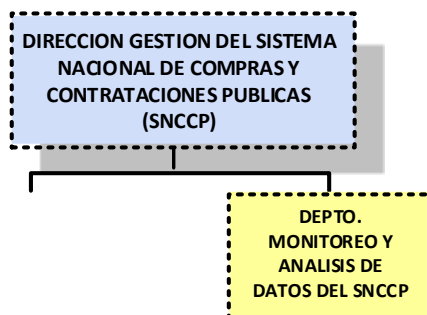 DIRECCION GESTION DEL SISTEMA
NACIONAL DE COMPRAS Y
CONTRATACIONES PUBLICAS
(SNCCP)
DEPTO.
MONITOREO Y
ANALISIS DE
DATOS DEL SNCCP